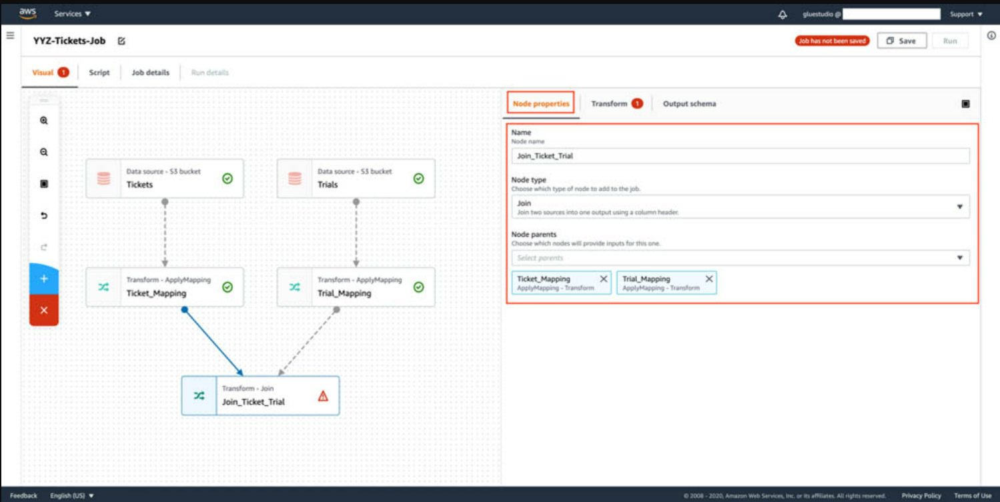 aws
Services ▼
gluestudio @
Support ▼
YYZ-Tickets-Job
Job has not been saved
Save
Run
Visual 1
Script
Job details
Run details
Node properties
Transform 1
Output schema
Name
Node name
Join_Ticket_Trial
Node type
Choose which type of node to add to the job.
Join
Join two sources into one output using a column header.
Node parents
Choose which nodes will provide inputs for this one.
Select parents
Ticket_Mapping
ApplyMapping - Transform
Trial_Mapping
ApplyMapping - Transform
Data source - S3 bucket
Tickets
Data source - S3 bucket
Trials
Transform - ApplyMapping
Ticket_Mapping
Transform - ApplyMapping
Trial_Mapping
Transform - Join
Join_Ticket_Trial
Feedback
English (US) ▼
© 2008 - 2020, Amazon Web Services, Inc. or its affiliates. All rights reserved.
Privacy Policy
Terms of Use